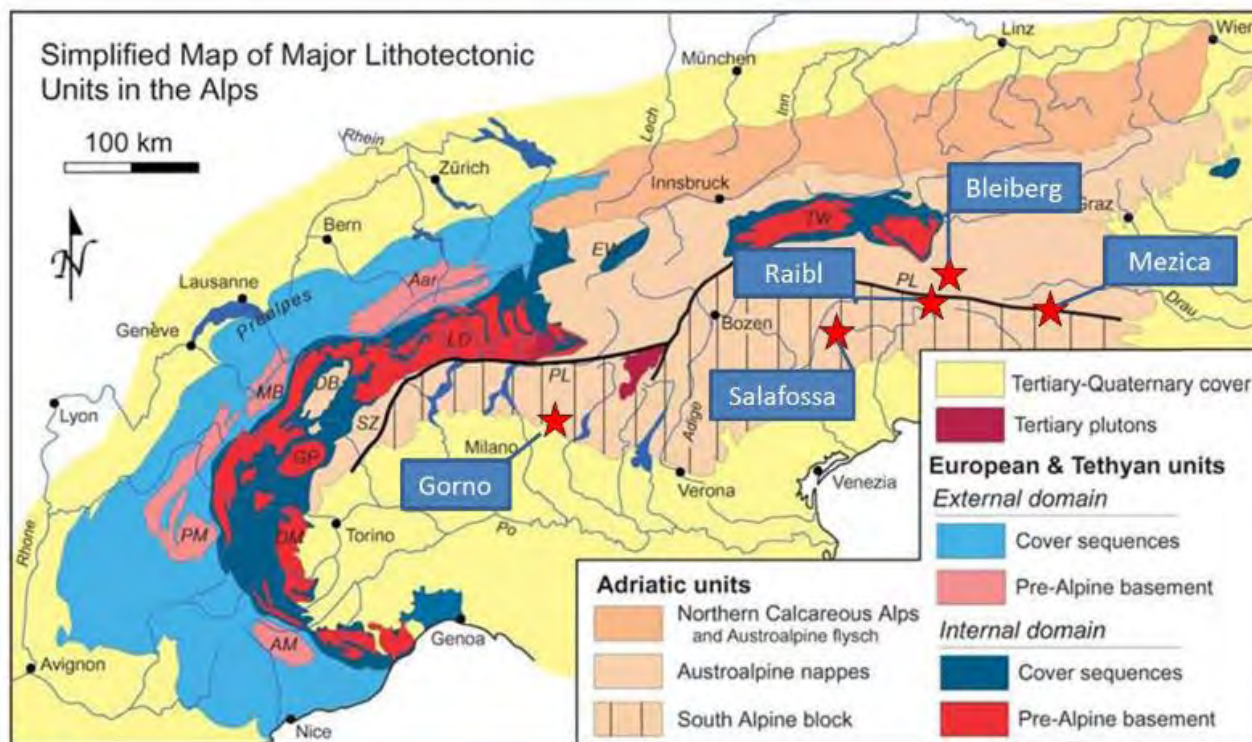 Simplified Map of Major Lithotectonic
Units in the Alps
100 km
N
Linz
Wien
München
Rhein
Lech
Inn
Zürich
Innsbruck
Bleiberg
Bern
TW
Graz
EW
Raibl
Mezica
Lausanne
Aar
PL
Prealpes
Drau
Genève
Bozen
LD
DB
MB
PL
Salafossa
Lyon
SZ
Adige
Milano
GP
Gorno
Verona
Venezia
Rhone
PM
DM
Torino
Po
AM
Genoa
Avignon
Nice
Tertiary-Quaternary cover
Tertiary plutons
European & Tethyan units
External domain
Cover sequences
Pre-Alpine basement
Internal domain
Cover sequences
Pre-Alpine basement
Adriatic units
Northern Calcareous Alps
and Austroalpine flysch
Austroalpine nappes
South Alpine block